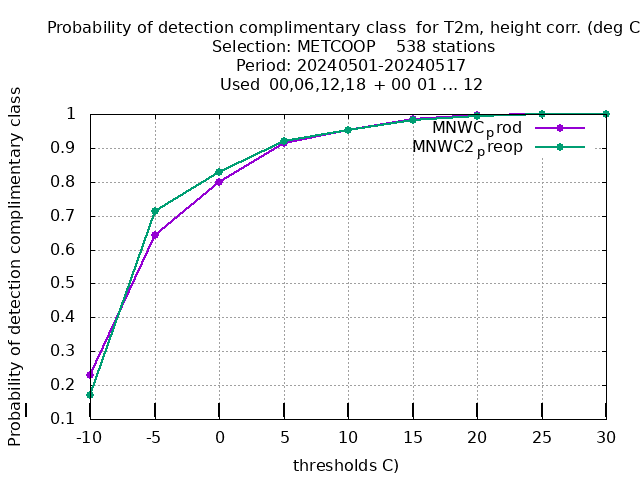 Probability of detection complimentary class  for T2m, height corr. (deg C
Selection: METCOOP    538 stations
Period: 20240501-20240517
Used  00,06,12,18 + 00 01 ... 12
Probability of detection complimentary class
1
0.9
0.8
0.7
0.6
0.5
0.4
0.3
0.2
0.1
MNWCprod
MNWC2preop
-10 -5 0 5 10 15 20 25 30
thresholds C)